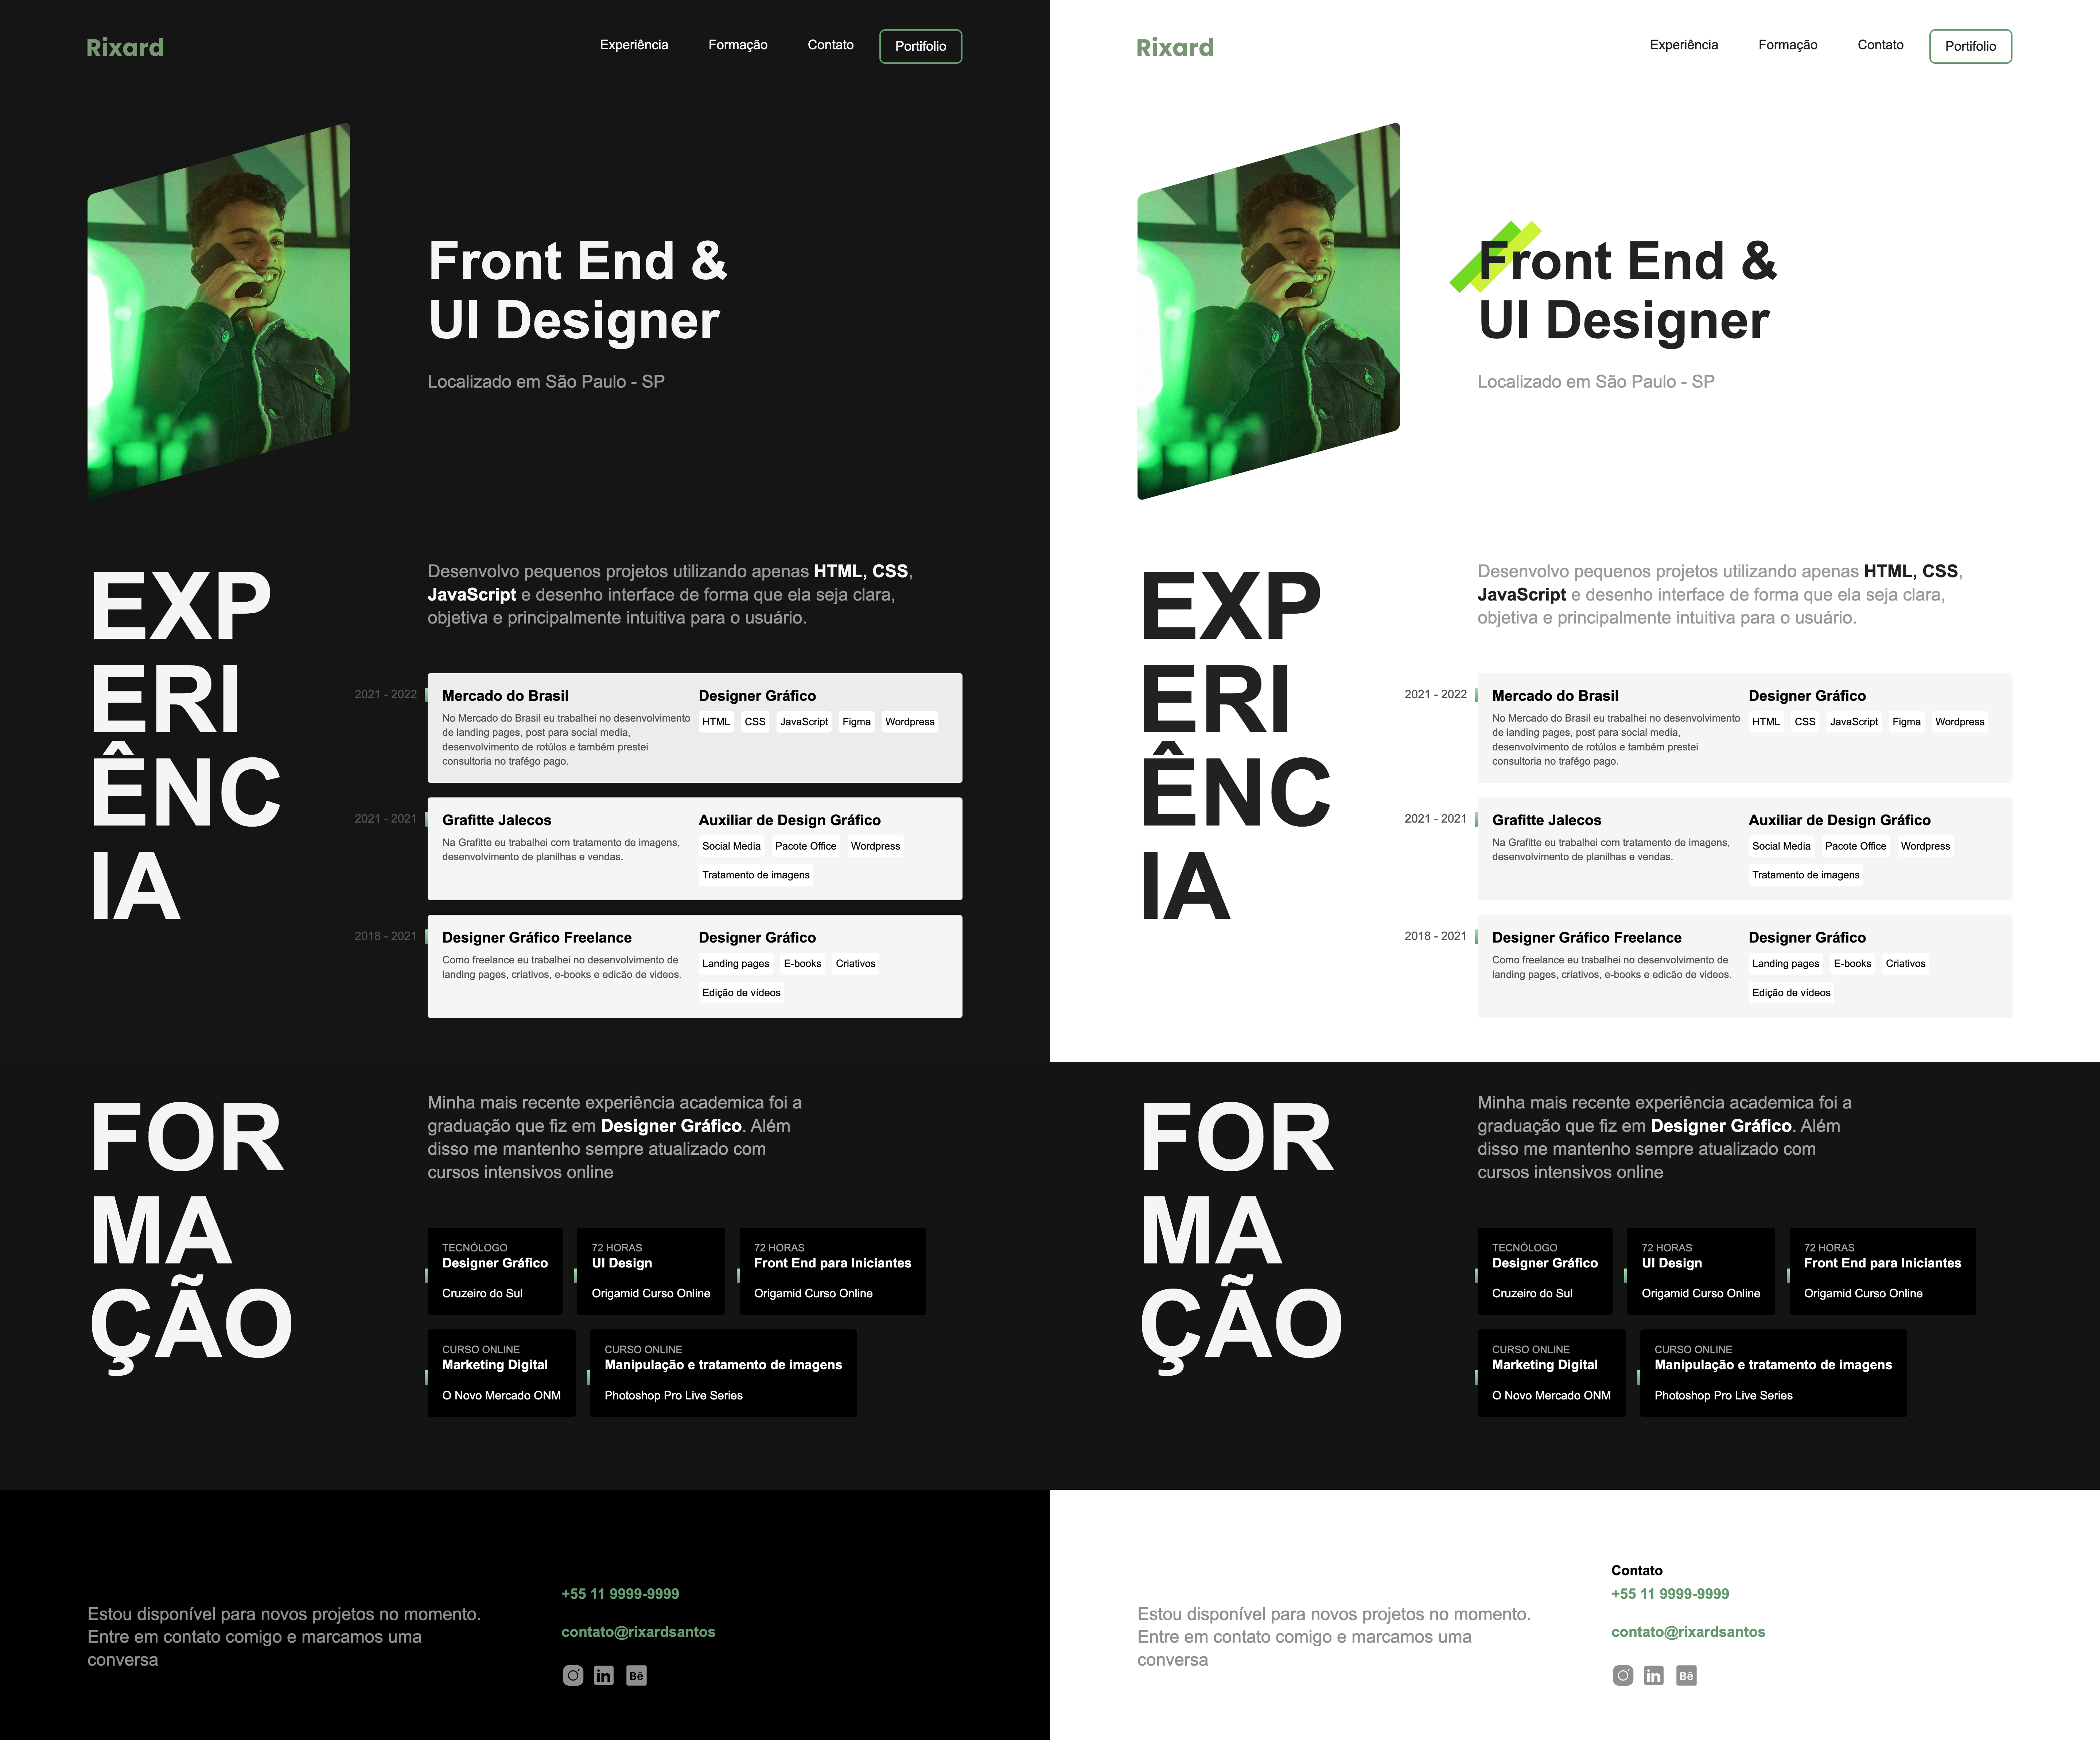 Rixard
Experiência
Formação
Contato
Portifolio
Front End &
UI Designer
Localizado em São Paulo - SP
EXP
ERI
ÊNC
IA
Desenvolvo pequenos projetos utilizando apenas HTML, CSS,
JavaScript e desenho interface de forma que ela seja clara,
objetiva e principalmente intuitiva para o usuário.
2021 - 2022
Mercado do Brasil
No Mercado do Brasil eu trabalhei no desenvolvimento
de landing pages, post para social media,
desenvolvimento de rotúlos e também prestei
consultoria no trafégo pago.
Designer Gráfico
HTML
CSS
JavaScript
Figma
Wordpress
2021 - 2021
Grafitte Jalecos
Na Grafitte eu trabalhei com tratamento de imagens,
desenvolvimento de planilhas e vendas.
Auxiliar de Design Gráfico
Social Media
Pacote Office
Wordpress
Tratamento de imagens
2018 - 2021
Designer Gráfico Freelance
Como freelance eu trabalhei no desenvolvimento de
landing pages, criativos, e-books e edicão de videos.
Designer Gráfico
Landing pages
E-books
Criativos
Edição de vídeos
FOR
MA
ÇÃO
Minha mais recente experiência academica foi a
graduação que fiz em Designer Gráfico. Além
disso me mantenho sempre atualizado com
cursos intensivos online
TECNÓLOGO
Designer Gráfico
Cruzeiro do Sul
72 HORAS
UI Design
Origamid Curso Online
72 HORAS
Front End para Iniciantes
Origamid Curso Online
CURSO ONLINE
Marketing Digital
O Novo Mercado ONM
CURSO ONLINE
Manipulação e tratamento de imagens
Photoshop Pro Live Series
Estou disponível para novos projetos no momento.
Entre em contato comigo e marcamos uma
conversa
+55 11 9999-9999
contato@rixardsantos
in
Bē
Rixard
Experiência
Formação
Contato
Portifolio
Front End &
UI Designer
Localizado em São Paulo - SP
EXP
ERI
ÊNC
IA
Desenvolvo pequenos projetos utilizando apenas HTML, CSS,
JavaScript e desenho interface de forma que ela seja clara,
objetiva e principalmente intuitiva para o usuário.
2021 - 2022
Mercado do Brasil
No Mercado do Brasil eu trabalhei no desenvolvimento
de landing pages, post para social media,
desenvolvimento de rotúlos e também prestei
consultoria no trafégo pago.
Designer Gráfico
HTML
CSS
JavaScript
Figma
Wordpress
2021 - 2021
Grafitte Jalecos
Na Grafitte eu trabalhei com tratamento de imagens,
desenvolvimento de planilhas e vendas.
Auxiliar de Design Gráfico
Social Media
Pacote Office
Wordpress
Tratamento de imagens
2018 - 2021
Designer Gráfico Freelance
Como freelance eu trabalhei no desenvolvimento de
landing pages, criativos, e-books e edicão de videos.
Designer Gráfico
Landing pages
E-books
Criativos
Edição de vídeos
FOR
MA
ÇÃO
Minha mais recente experiência academica foi a
graduação que fiz em Designer Gráfico. Além
disso me mantenho sempre atualizado com
cursos intensivos online
TECNÓLOGO
Designer Gráfico
Cruzeiro do Sul
72 HORAS
UI Design
Origamid Curso Online
72 HORAS
Front End para Iniciantes
Origamid Curso Online
CURSO ONLINE
Marketing Digital
O Novo Mercado ONM
CURSO ONLINE
Manipulação e tratamento de imagens
Photoshop Pro Live Series
Estou disponível para novos projetos no momento.
Entre em contato comigo e marcamos uma
conversa
Contato
+55 11 9999-9999
contato@rixardsantos
in
Bē